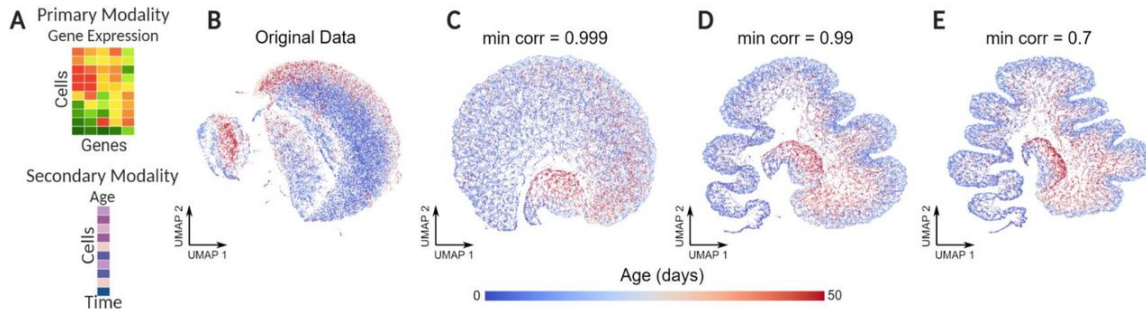 A
Primary Modality
Gene Expression
Cells
Genes
Secondary Modality
Age
Cells
Time
B
Original Data
UMAP 2
UMAP 1
C
min corr = 0.999
UMAP 2
UMAP 1
D
min corr = 0.99
UMAP 2
UMAP 1
E
min corr = 0.7
UMAP 2
UMAP 1
Age (days)
0
50